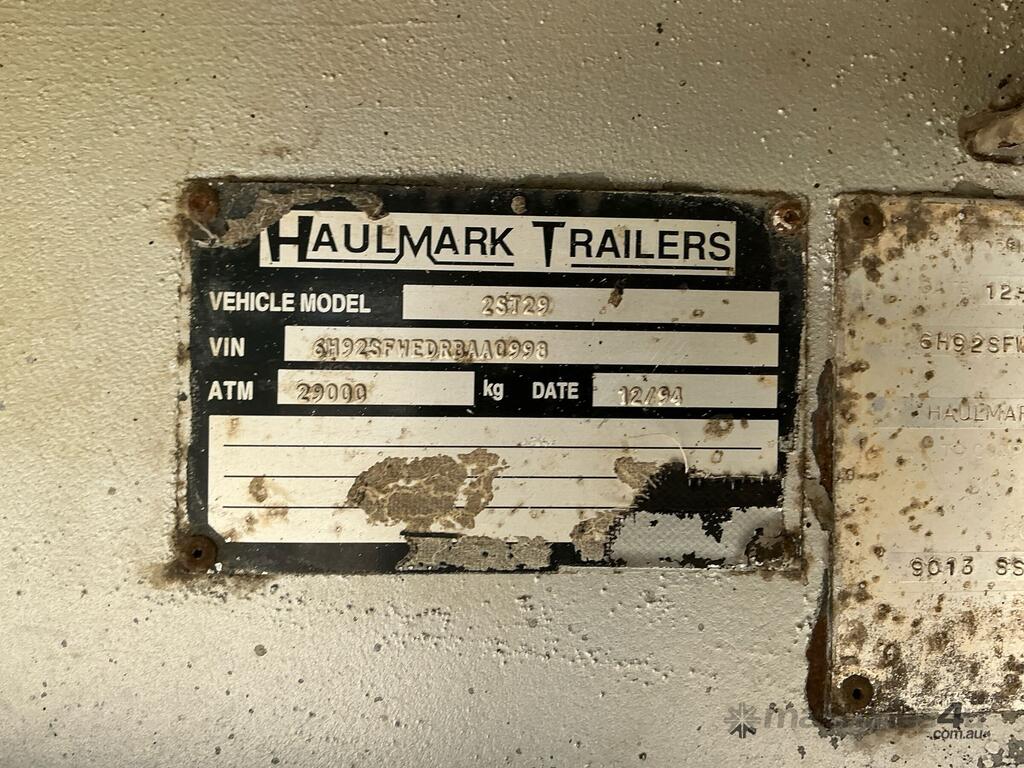 HAULMARK TRAILERS
VEHICLE MODEL 2ST29
VIN 6H92SFWEDRBAA0998
ATM 29000 kg DATE 12/94
12
6H92SFW
HAULMAR
9013 SS
4
.com.au